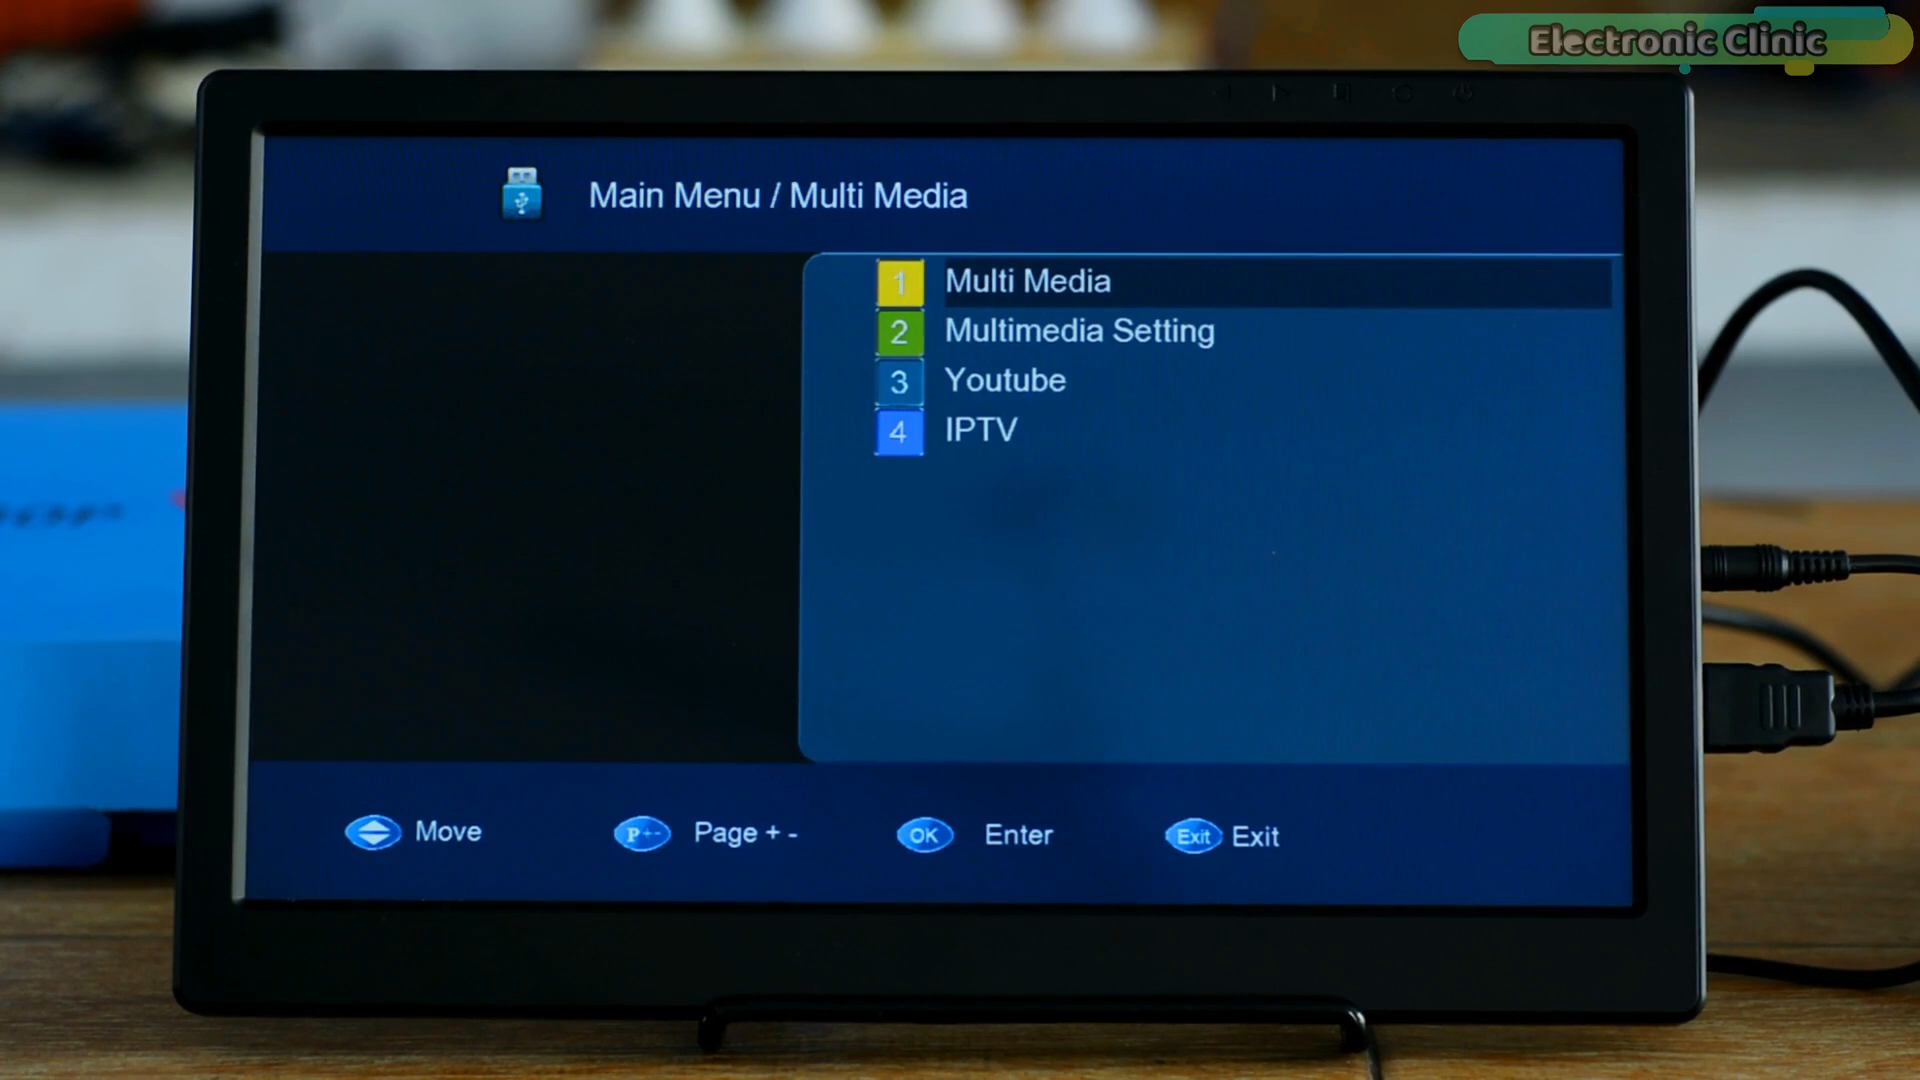 Electronic Clinic
Main Menu / Multi Media
1 Multi Media
2 Multimedia Setting
3 Youtube
4 IPTV
Move P+- Page + - OK Enter Exit Exit